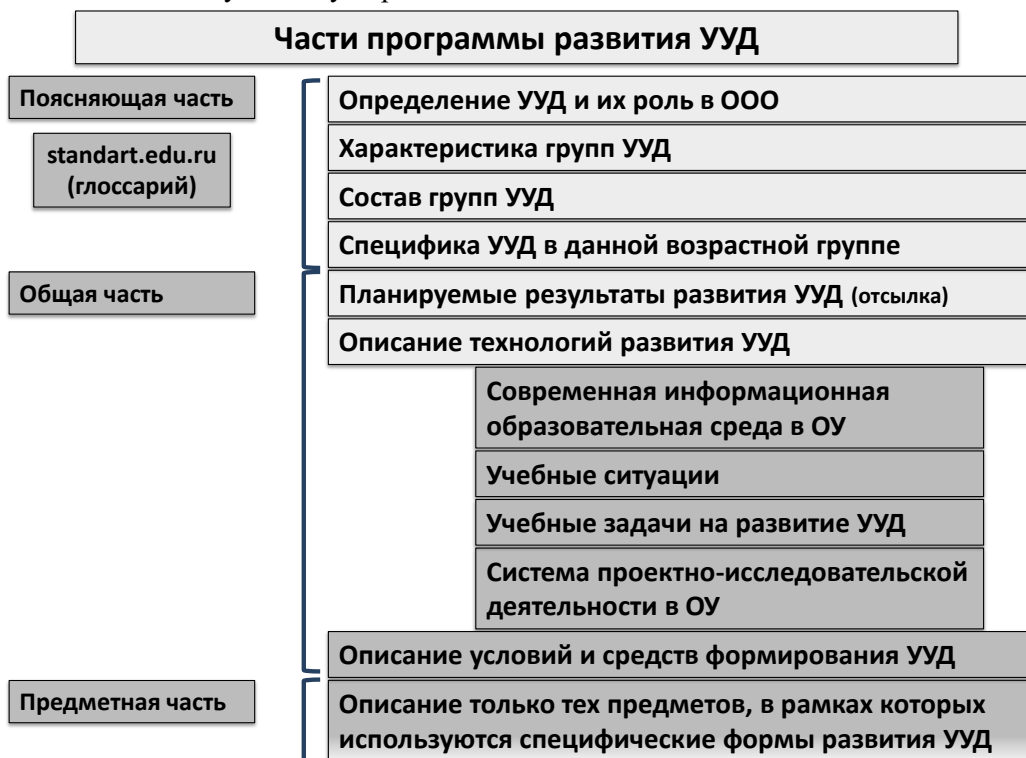 Части программы развития УУД
Поясняющая часть
standart.edu.ru
(глоссарий)
Определение УУД и их роль в ООО
Характеристика групп УУД
Состав групп УУД
Специфика УУД в данной возрастной группе
Общая часть
Планируемые результаты развития УУД (отсылка)
Описание технологий развития УУД
Современная информационная
образовательная среда в ОУ
Учебные ситуации
Учебные задачи на развитие УУД
Система проектно-исследовательской
деятельности в ОУ
Описание условий и средств формирования УУД
Предметная часть
Описание только тех предметов, в рамках которых
используются специфические формы развития УУД